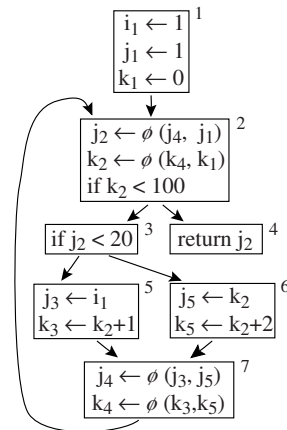 i₁ ← 1
1
j₁ ← 1
k₁ ← 0
j₂ ← ϕ (j₄, j₁)
2
k₂ ← ϕ (k₄, k₁)
if k₂ < 100
if j₂ < 20
3
return j₂
4
j₃ ← i₁
5
k₃ ← k₂+1
j₅ ← k₂
6
k₅ ← k₂+2
j₄ ← ϕ (j₃, j₅)
7
k₄ ← ϕ (k₃,k₅)